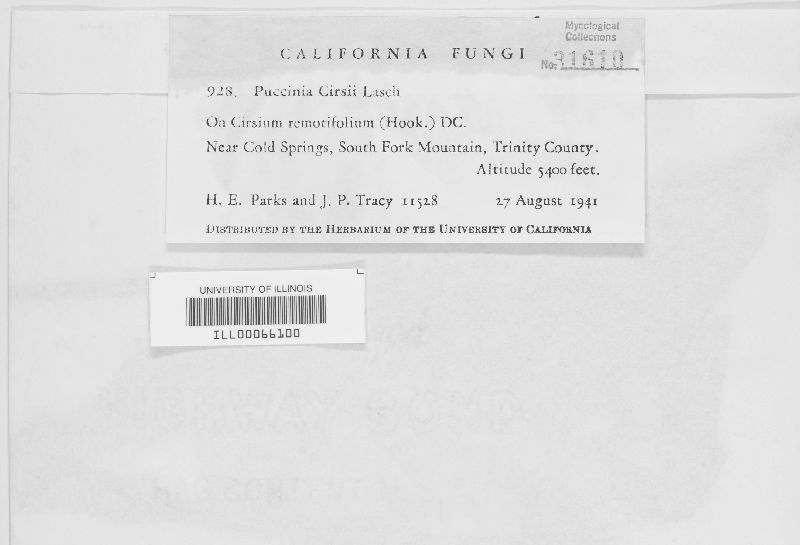 Mycological
Collections
CALIFORNIA FUNGI
No. 31610
928. Puccinia Cirsii Lasch
On Cirsium remotifolium (Hook.) DC.
Near Cold Springs, South Fork Mountain, Trinity County.
Altitude 5400 feet.
H. E. Parks and J. P. Tracy 11528 27 August 1941
DISTRIBUTED BY THE HERBARIUM OF THE UNIVERSITY OF CALIFORNIA
UNIVERSITY OF ILLINOIS
ILL00066100